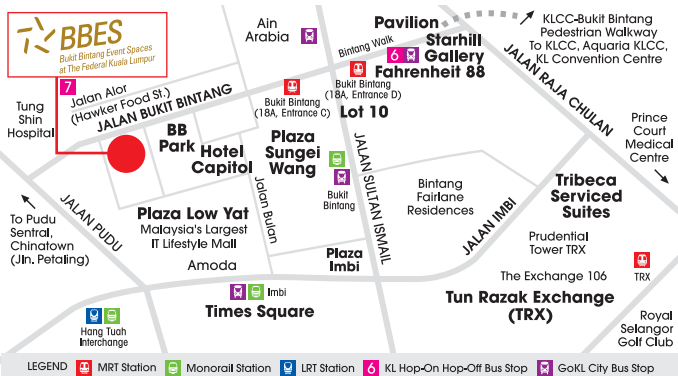 BBES
Bukit Bintang Event Spaces
at The Federal Kuala Lumpur
Ain
Arabia
Pavilion
Bintang Walk
6
Starhill
Gallery
Fahrenheit 88
KLCC-Bukit Bintang
Pedestrian Walkway
To KLCC, Aquaria KLCC,
KL Convention Centre
JALAN RAJA CHULAN
7
Jalan Alor
(Hawker Food St.)
JALAN BUKIT BINTANG
Tung
Shin
Hospital
Bukit Bintang
(18A, Entrance C)
Bukit Bintang
(18A, Entrance D)
Lot 10
BB
Park
Hotel
Capitol
Plaza
Sungei
Wang
JALAN SULTAN ISMAIL
Prince
Court
Medical
Centre
Bukit
Bintang
Bintang
Fairlane
Residences
Tribeca
Serviced
Suites
JALAN PUDU
To Pudu
Sentral,
Chinatown
(Jln. Petaling)
Plaza Low Yat
Malaysia's Largest
IT Lifestyle Mall
Jalan Bulan
JALAN IMBI
Prudential
Tower TRX
Plaza
Imbi
Amoda
The Exchange 106
TRX
Imbi
Times Square
Tun Razak Exchange
(TRX)
Hang Tuah
Interchange
Royal
Selangor
Golf Club
LEGEND MRT Station Monorail Station LRT Station 6 KL Hop-On Hop-Off Bus Stop GoKL City Bus Stop